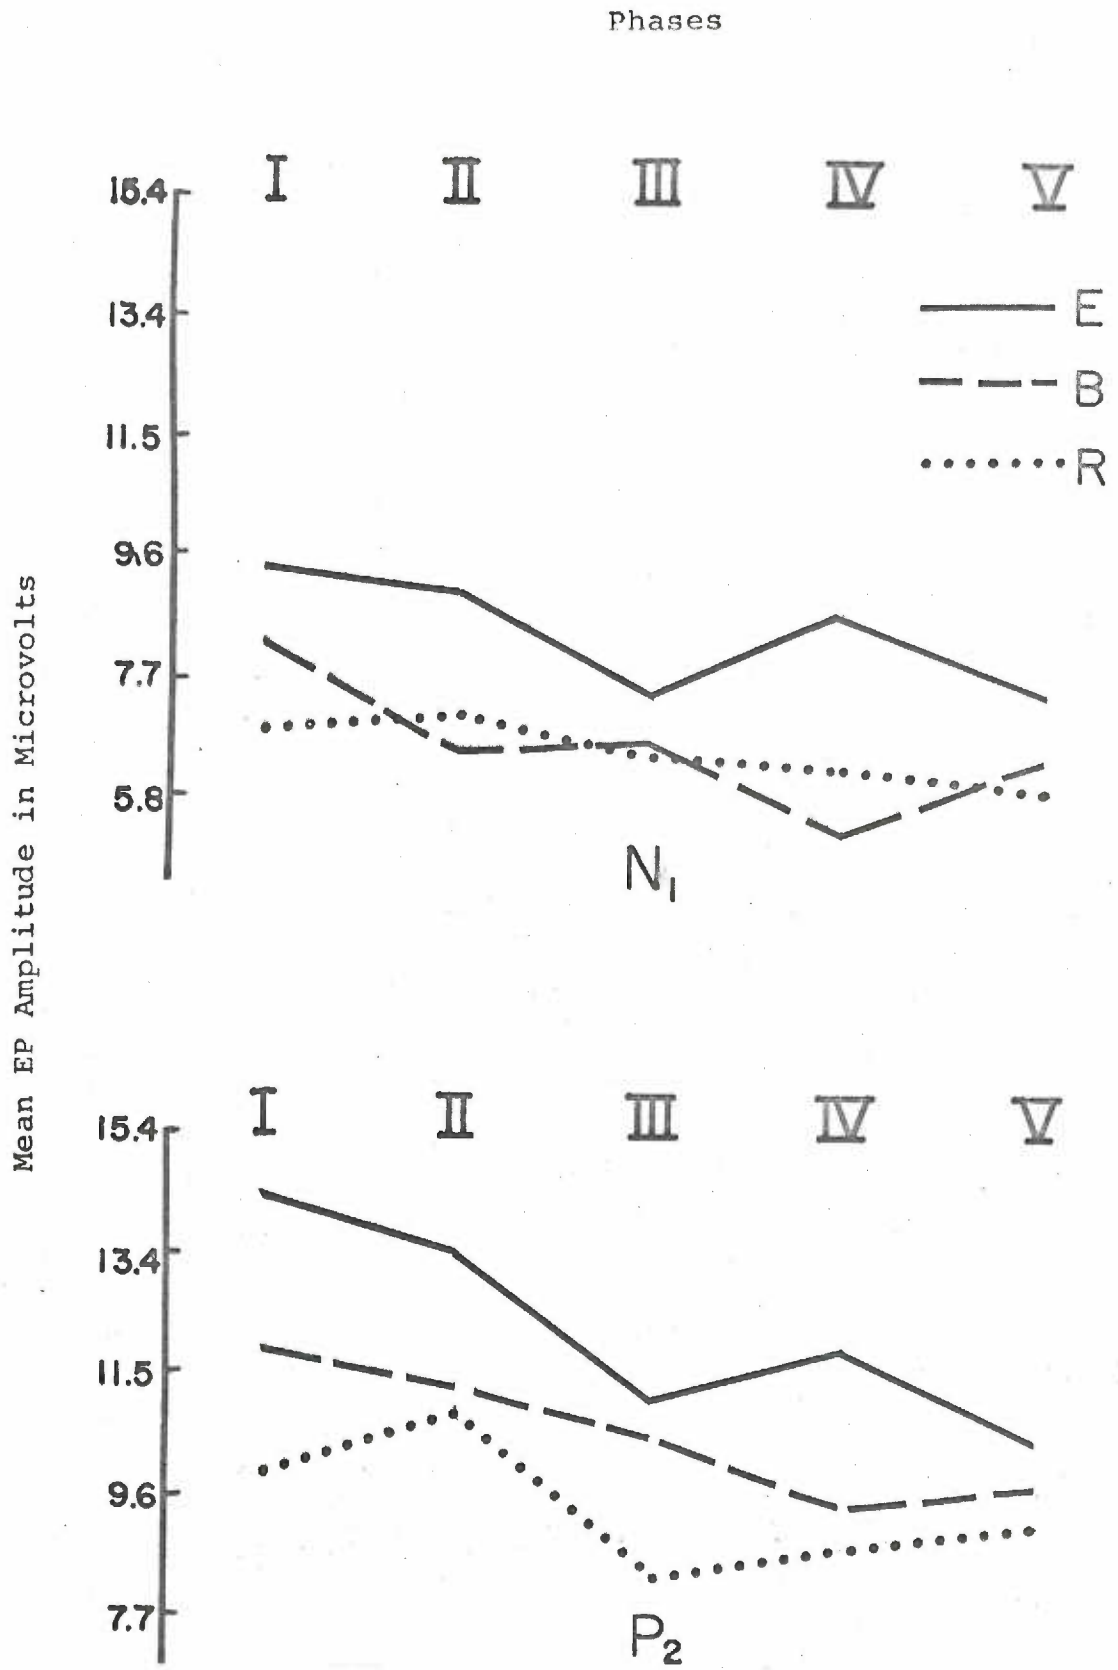 Phases
I II III IV V
15.4
13.4
11.5
9.6
7.7
5.8
E
B
R
N1
Mean EP Amplitude in Microvolts
I II III IV V
15.4
13.4
11.5
9.6
7.7
P2